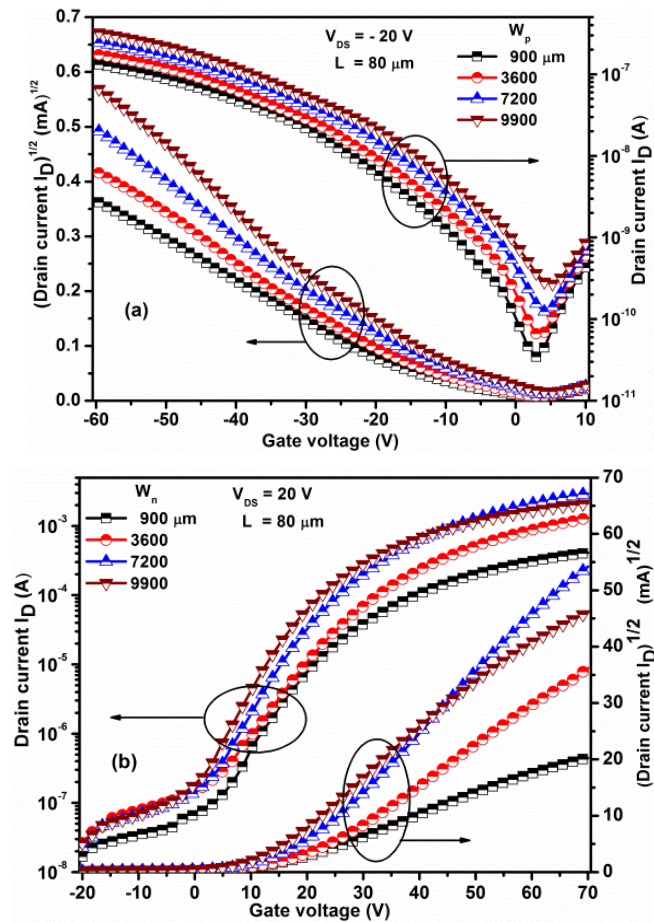 V_DS = - 20 V
L = 80 μm
W_p
900 μm
3600
7200
9900
(a)
0.7
0.6
0.5
0.4
0.3
0.2
0.1
0.0
(Drain current I_D)^1/2 (mA)^1/2
10^-7
10^-8
10^-9
10^-10
10^-11
Drain current I_D (A)
-60 -50 -40 -30 -20 -10 0 10
Gate voltage (V)
W_n
900 μm
3600
7200
9900
V_DS = 20 V
L = 80 μm
(b)
10^-3
10^-4
10^-5
10^-6
10^-7
10^-8
Drain current I_D (A)
70
60
50
40
30
20
10
0
(Drain current I_D)^1/2 (mA)^1/2
-20 -10 0 10 20 30 40 50 60 70
Gate voltage (V)